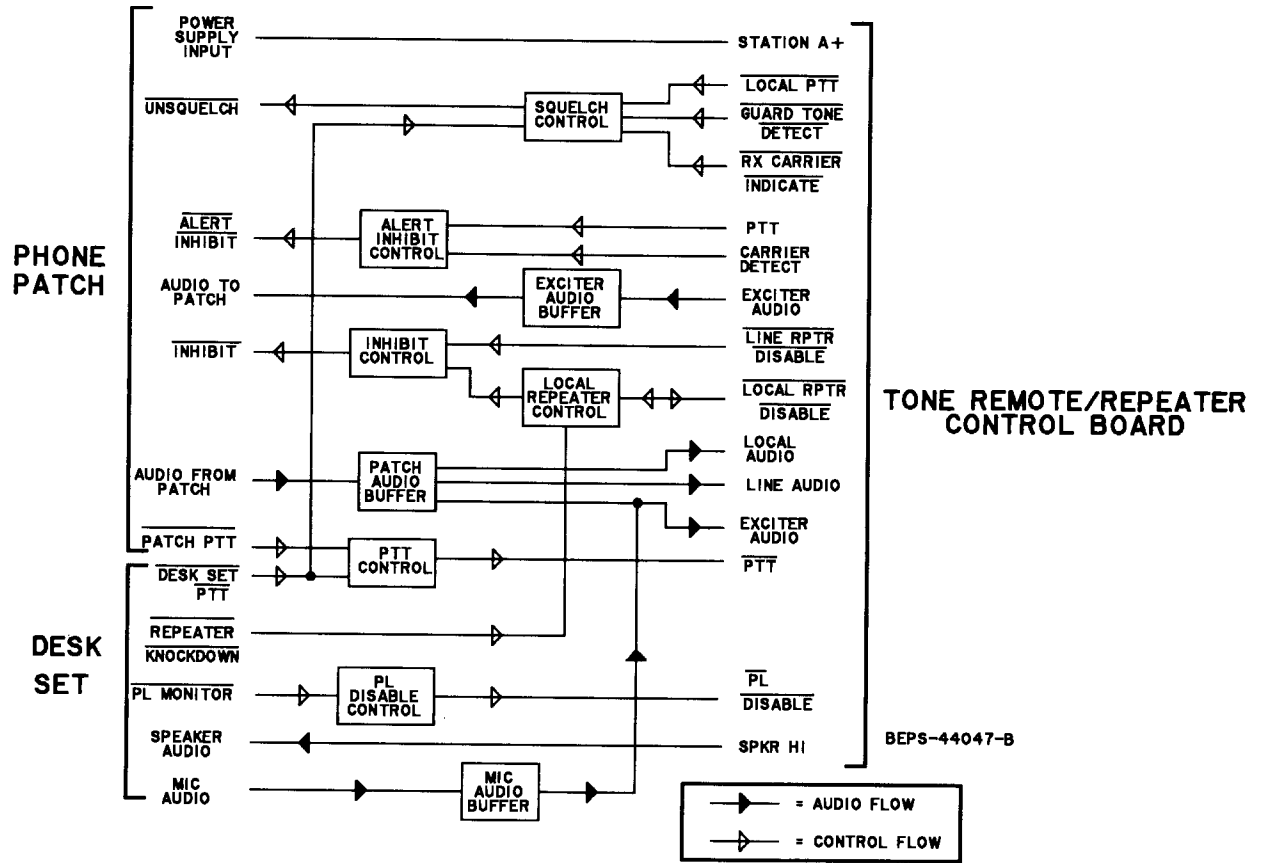 POWER
SUPPLY
INPUT
STATION A+
UNSQUELCH
SQUELCH
CONTROL
LOCAL PTT
GUARD TONE
DETECT
RX CARRIER
INDICATE
PHONE
PATCH
ALERT
INHIBIT
ALERT
INHIBIT
CONTROL
PTT
CARRIER
DETECT
AUDIO TO
PATCH
EXCITER
AUDIO
BUFFER
EXCITER
AUDIO
INHIBIT
INHIBIT
CONTROL
LINE RPTR
DISABLE
LOCAL
REPEATER
CONTROL
LOCAL RPTR
DISABLE
TONE REMOTE/REPEATER
CONTROL BOARD
AUDIO FROM
PATCH
PATCH
AUDIO
BUFFER
LOCAL
AUDIO
LINE AUDIO
EXCITER
AUDIO
PATCH PTT
PTT
CONTROL
PTT
DESK SET
PTT
DESK
SET
REPEATER
KNOCKDOWN
PL MONITOR
PL
DISABLE
CONTROL
PL
DISABLE
SPEAKER
AUDIO
SPKR HI
BEPS-44047-B
MIC
AUDIO
MIC
AUDIO
BUFFER
= AUDIO FLOW
= CONTROL FLOW